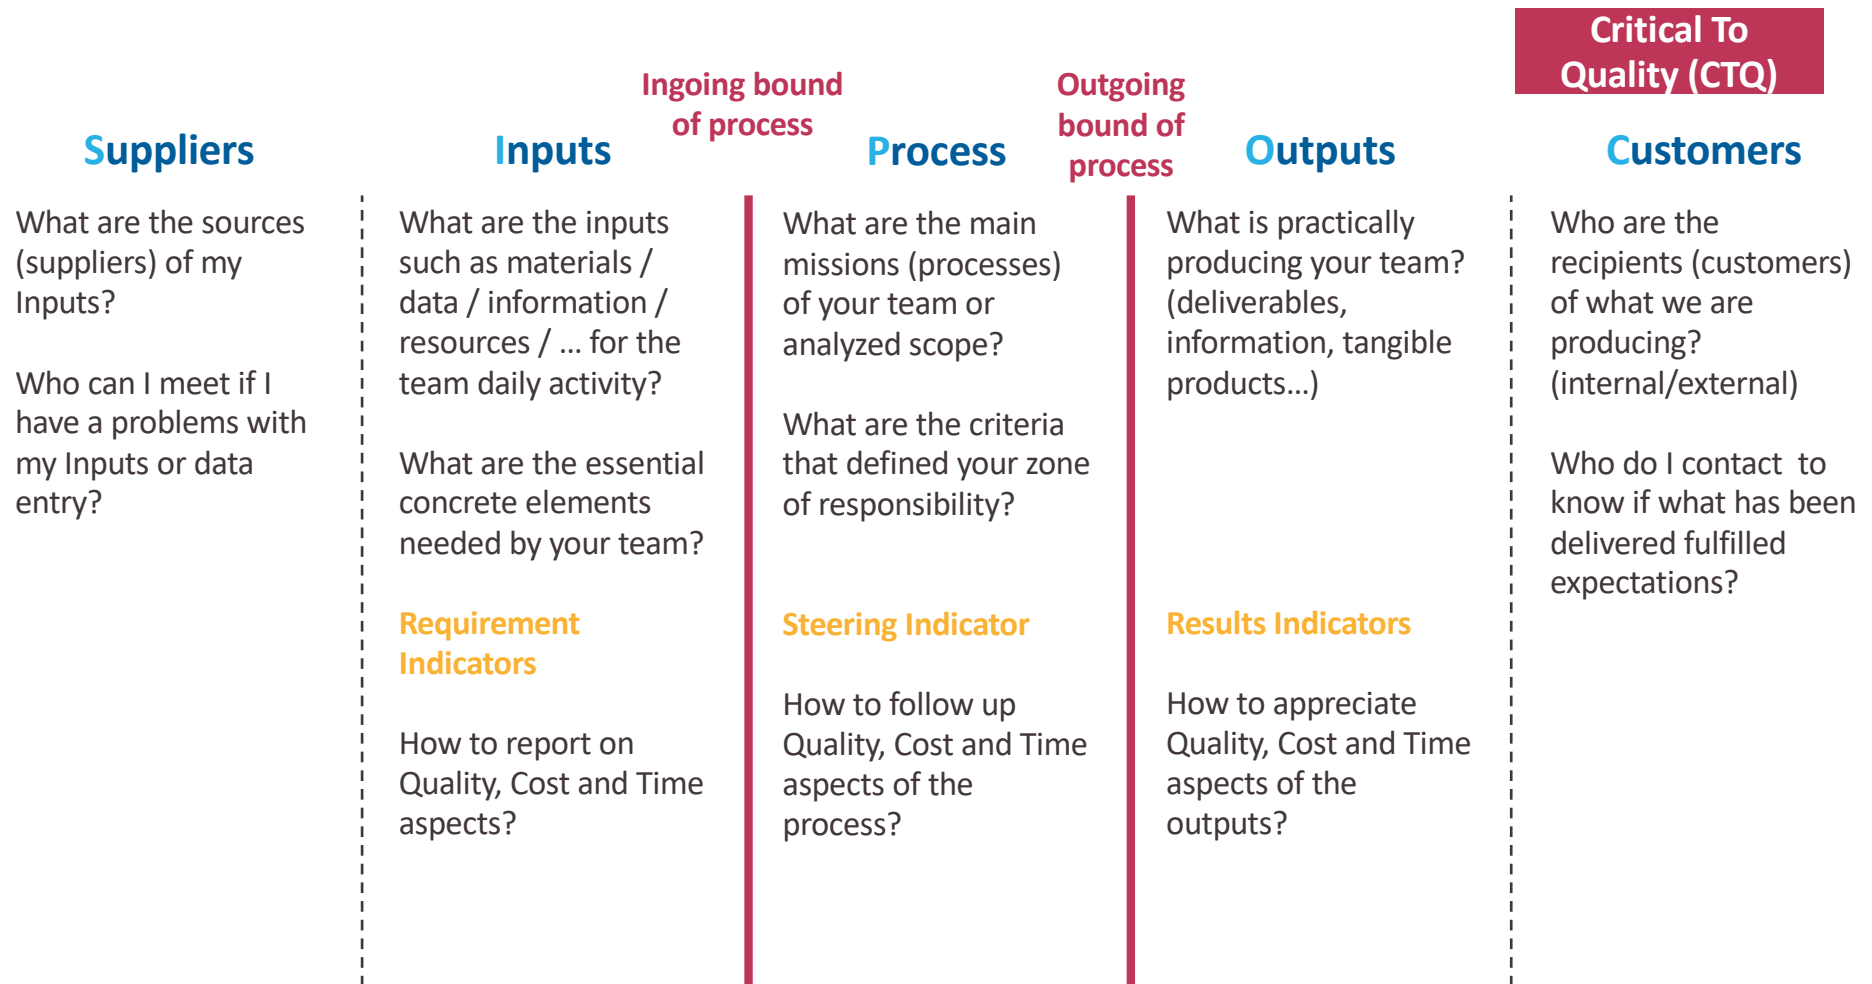 Critical To
Quality (CTQ)
Ingoing bound
of process
Outgoing
bound of
process
Suppliers
What are the sources
(suppliers) of my
Inputs?
Who can I meet if I
have a problems with
my Inputs or data
entry?
Inputs
What are the inputs
such as materials /
data / information /
resources / ... for the
team daily activity?
What are the essential
concrete elements
needed by your team?
Requirement
Indicators
How to report on
Quality, Cost and Time
aspects?
Process
What are the main
missions (processes)
of your team or
analyzed scope?
What are the criteria
that defined your zone
of responsibility?
Steering Indicator
How to follow up
Quality, Cost and Time
aspects of the
process?
Outputs
What is practically
producing your team?
(deliverables,
information, tangible
products...)
Results Indicators
How to appreciate
Quality, Cost and Time
aspects of the
outputs?
Customers
Who are the
recipients (customers)
of what we are
producing?
(internal/external)
Who do I contact  to
know if what has been
delivered fulfilled
expectations?